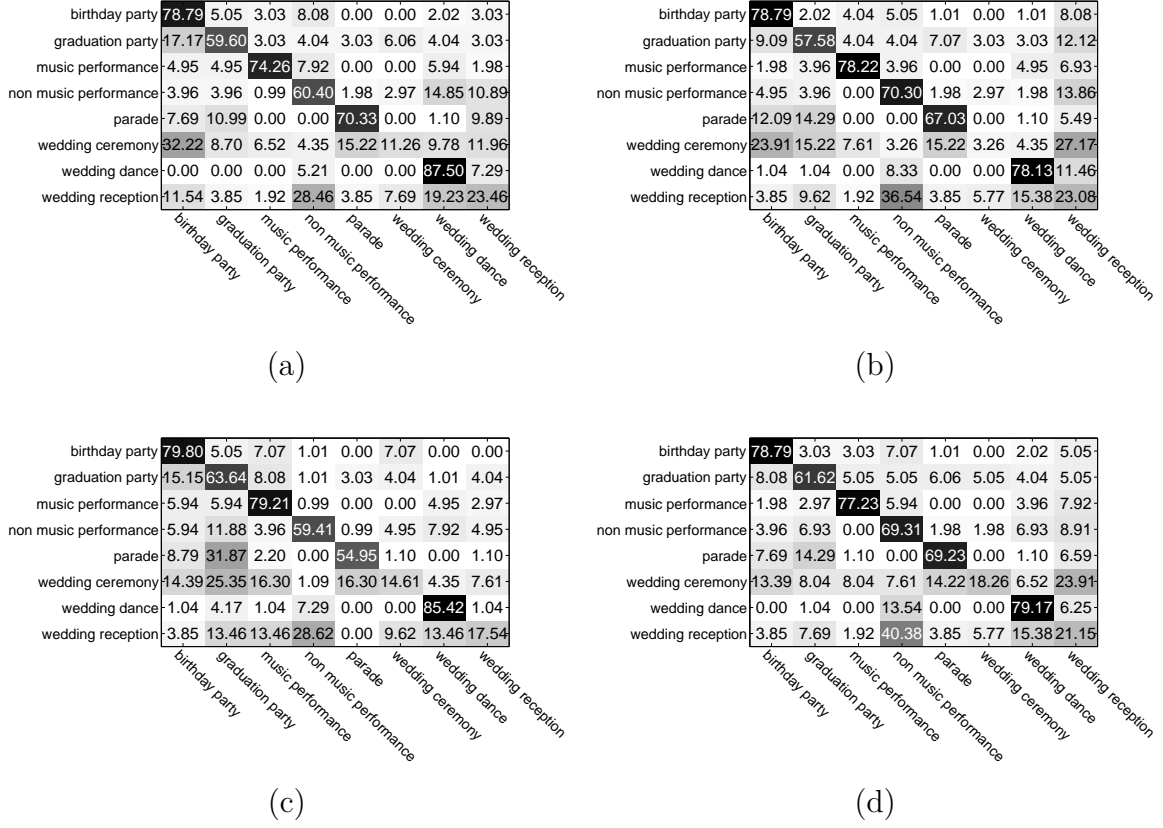 birthday party 78.79 5.05 3.03 8.08 0.00 0.00 2.02 3.03
graduation party 17.17 59.60 3.03 4.04 3.03 6.06 4.04 3.03
music performance 4.95 4.95 74.26 7.92 0.00 0.00 5.94 1.98
non music performance 3.96 3.96 0.99 60.40 1.98 2.97 14.85 10.89
parade 7.69 10.99 0.00 0.00 70.33 0.00 1.10 9.89
wedding ceremony 32.22 8.70 6.52 4.35 15.22 11.26 9.78 11.96
wedding dance 0.00 0.00 0.00 5.21 0.00 0.00 87.50 7.29
wedding reception 11.54 3.85 1.92 28.46 3.85 7.69 19.23 23.46
birthday party
graduation party
music performance
non music performance
parade
wedding ceremony
wedding dance
wedding reception
(a)
birthday party 78.79 2.02 4.04 5.05 1.01 0.00 1.01 8.08
graduation party 9.09 57.58 4.04 4.04 7.07 3.03 3.03 12.12
music performance 1.98 3.96 78.22 3.96 0.00 0.00 4.95 6.93
non music performance 4.95 3.96 0.00 70.30 1.98 2.97 1.98 13.86
parade 12.09 14.29 0.00 0.00 67.03 0.00 1.10 5.49
wedding ceremony 23.91 15.22 7.61 3.26 15.22 3.26 4.35 27.17
wedding dance 1.04 1.04 0.00 8.33 0.00 0.00 78.13 11.46
wedding reception 3.85 9.62 1.92 36.54 3.85 5.77 15.38 23.08
birthday party
graduation party
music performance
non music performance
parade
wedding ceremony
wedding dance
wedding reception
(b)
birthday party 79.80 5.05 7.07 1.01 0.00 7.07 0.00 0.00
graduation party 15.15 63.64 8.08 1.01 3.03 4.04 1.01 4.04
music performance 5.94 5.94 79.21 0.99 0.00 0.00 4.95 2.97
non music performance 5.94 11.88 3.96 59.41 0.99 4.95 7.92 4.95
parade 8.79 31.87 2.20 0.00 54.95 1.10 0.00 1.10
wedding ceremony 14.39 25.35 16.30 1.09 16.30 14.61 4.35 7.61
wedding dance 1.04 4.17 1.04 7.29 0.00 0.00 85.42 1.04
wedding reception 3.85 13.46 13.46 28.62 0.00 9.62 13.46 17.54
birthday party
graduation party
music performance
non music performance
parade
wedding ceremony
wedding dance
wedding reception
(c)
birthday party 78.79 3.03 3.03 7.07 1.01 0.00 2.02 5.05
graduation party 8.08 61.62 5.05 5.05 6.06 5.05 4.04 5.05
music performance 1.98 2.97 77.23 5.94 0.00 0.00 3.96 7.92
non music performance 3.96 6.93 0.00 69.31 1.98 1.98 6.93 8.91
parade 7.69 14.29 1.10 0.00 69.23 0.00 1.10 6.59
wedding ceremony 13.39 8.04 8.04 7.61 14.22 18.26 6.52 23.91
wedding dance 0.00 1.04 0.00 13.54 0.00 0.00 79.17 6.25
wedding reception 3.85 7.69 1.92 40.38 3.85 5.77 15.38 21.15
birthday party
graduation party
music performance
non music performance
parade
wedding ceremony
wedding dance
wedding reception
(d)